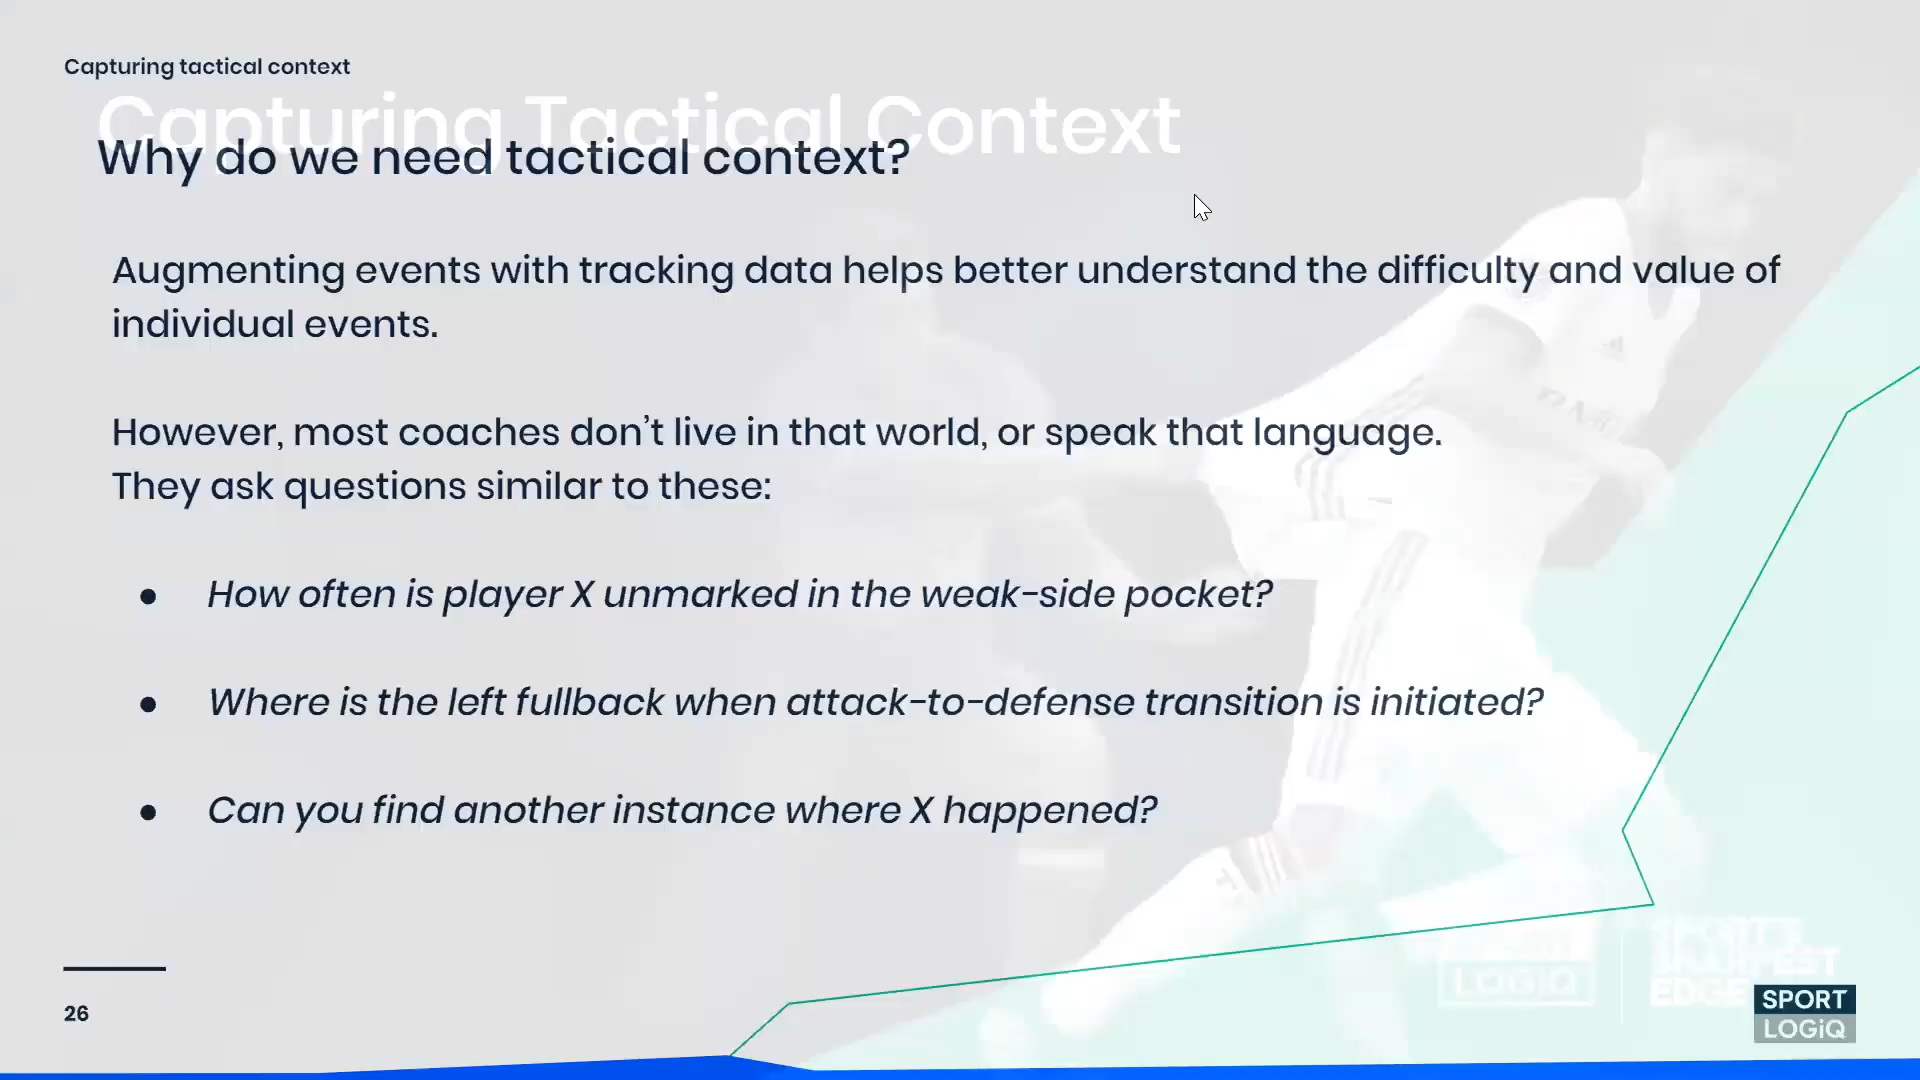 Capturing tactical context
Capturing Tactical Context
Why do we need tactical context?
Augmenting events with tracking data helps better understand the difficulty and value of
individual events.
However, most coaches don’t live in that world, or speak that language.
They ask questions similar to these:
● How often is player X unmarked in the weak-side pocket?
● Where is the left fullback when attack-to-defense transition is initiated?
● Can you find another instance where X happened?
LOGiQ
EDGE
26
SPORT
LOGiQ